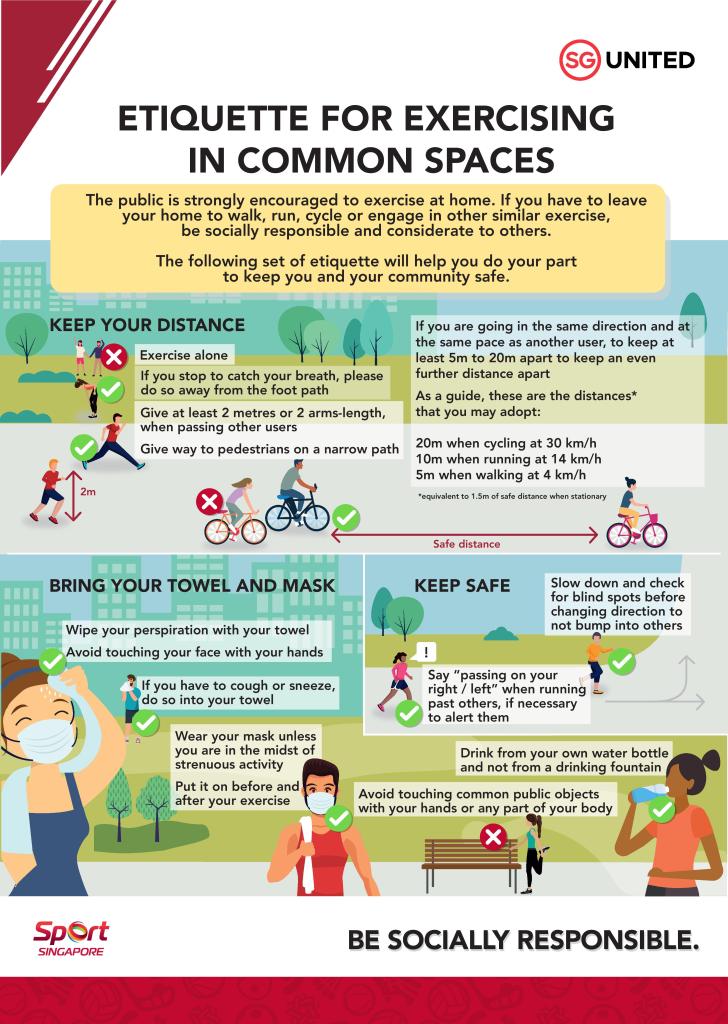 SG UNITED
ETIQUETTE FOR EXERCISING
IN COMMON SPACES
The public is strongly encouraged to exercise at home. If you have to leave
your home to walk, run, cycle or engage in other similar exercise,
be socially responsible and considerate to others.
The following set of etiquette will help you do your part
to keep you and your community safe.
KEEP YOUR DISTANCE
Exercise alone
If you stop to catch your breath, please
do so away from the foot path
Give at least 2 metres or 2 arms-length,
when passing other users
Give way to pedestrians on a narrow path
2m
If you are going in the same direction and at
the same pace as another user, to keep at
least 5m to 20m apart to keep an even
further distance apart
As a guide, these are the distances*
that you may adopt:
20m when cycling at 30 km/h
10m when running at 14 km/h
5m when walking at 4 km/h
*equivalent to 1.5m of safe distance when stationary
Safe distance
BRING YOUR TOWEL AND MASK
Wipe your perspiration with your towel
Avoid touching your face with your hands
If you have to cough or sneeze,
do so into your towel
Wear your mask unless
you are in the midst of
strenuous activity
Put it on before and
after your exercise
KEEP SAFE
Slow down and check
for blind spots before
changing direction to
not bump into others
!
Say "passing on your
right / left" when running
past others, if necessary
to alert them
Drink from your own water bottle
and not from a drinking fountain
Avoid touching common public objects
with your hands or any part of your body
Sport
SINGAPORE
BE SOCIALLY RESPONSIBLE.